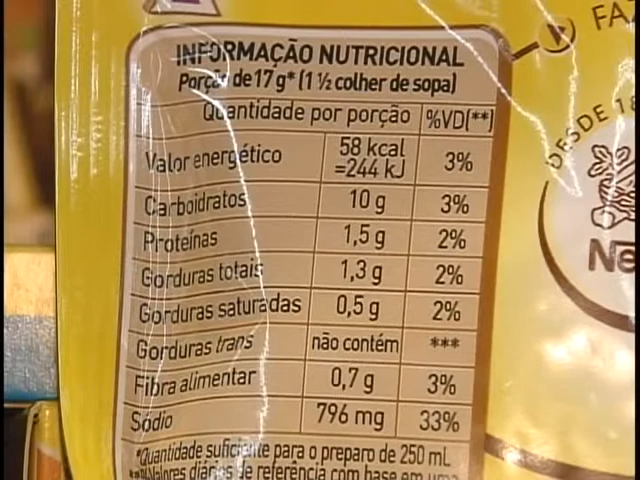 INFORMAÇÃO NUTRICIONAL
Porção de 17 g* (1 ½ colher de sopa)
Quantidade por porção %VD(**)
Valor energético 58 kcal =244 kJ 3%
Carboidratos 10 g 3%
Proteínas 1,5 g 2%
Gorduras totais 1,3 g 2%
Gorduras saturadas 0,5 g 2%
Gorduras trans não contém ***
Fibra alimentar 0,7 g 3%
Sódio 796 mg 33%
*Quantidade suficiente para o preparo de 250 mL
**%Valores diários de referência com base em uma
FA
DESDE 18
Ne